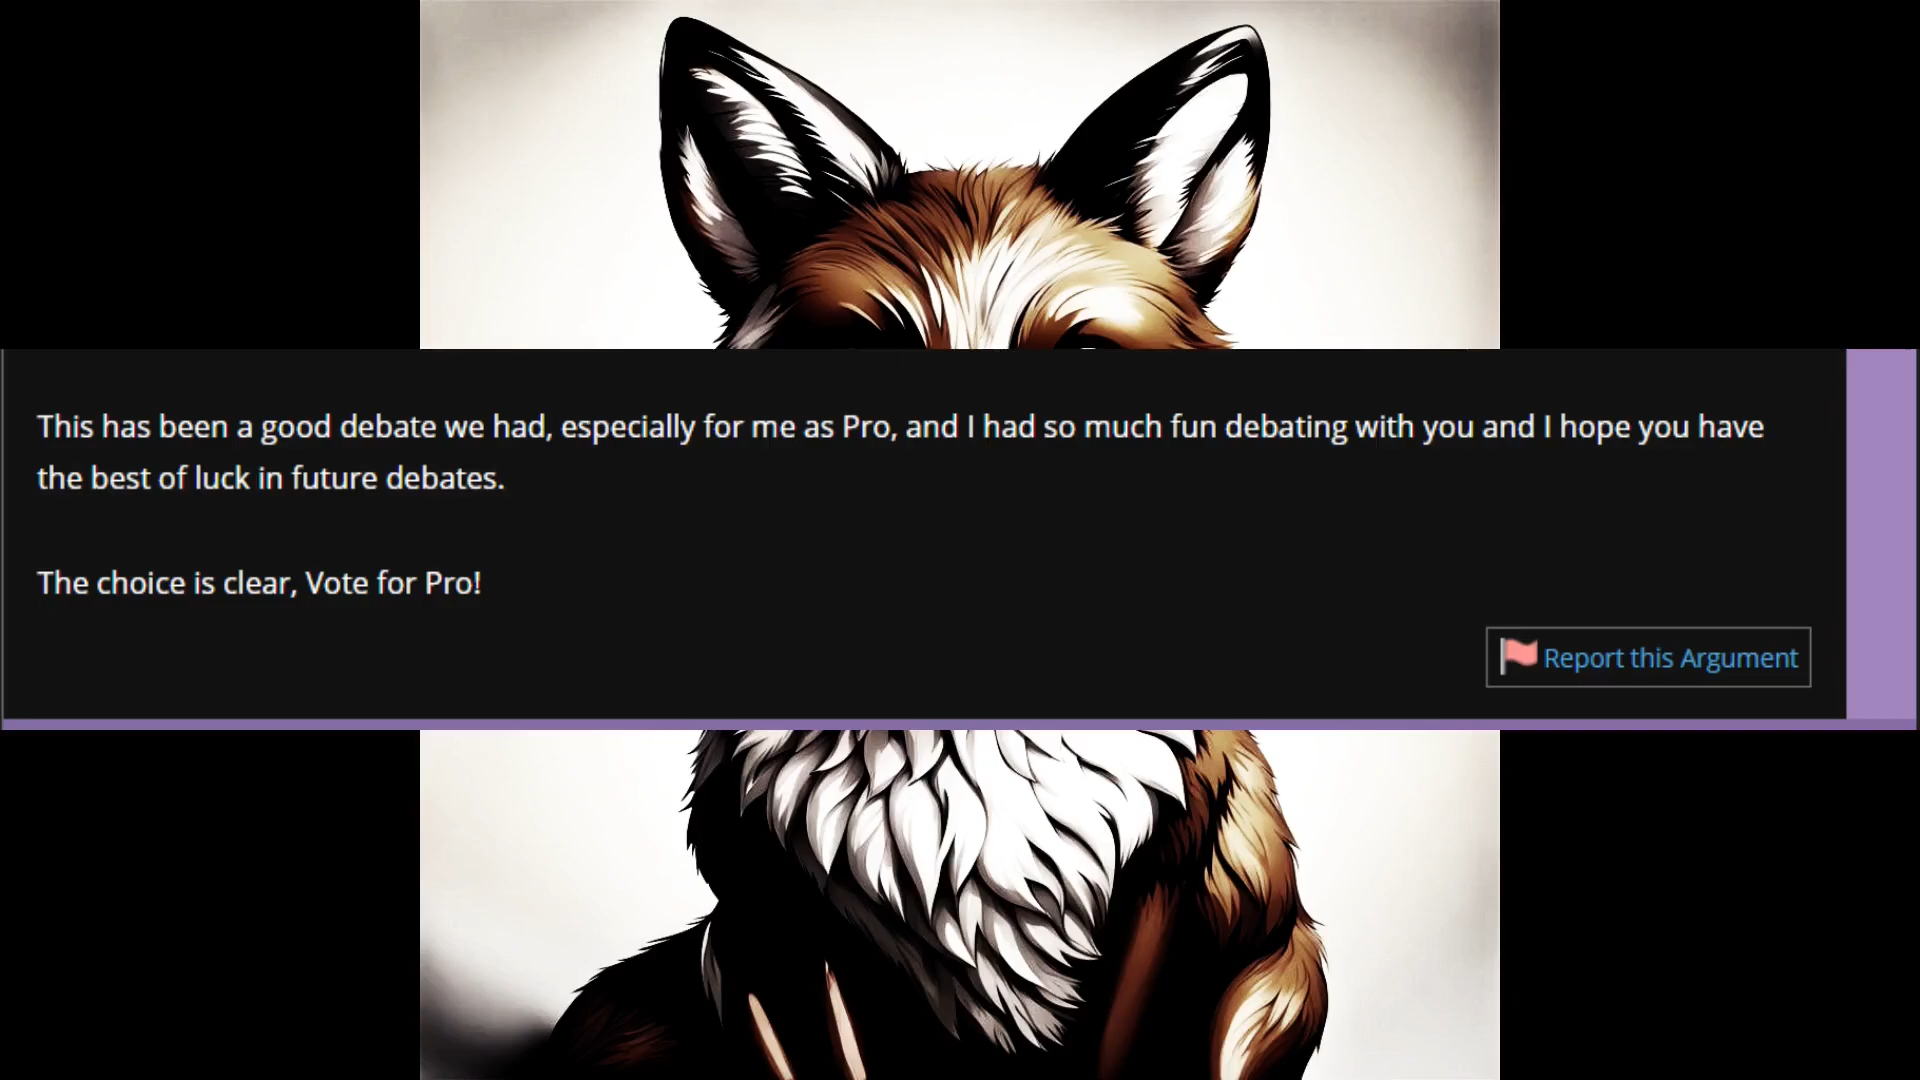 This has been a good debate we had, especially for me as Pro, and I had so much fun debating with you and I hope you have
the best of luck in future debates.
The choice is clear, Vote for Pro!
Report this Argument